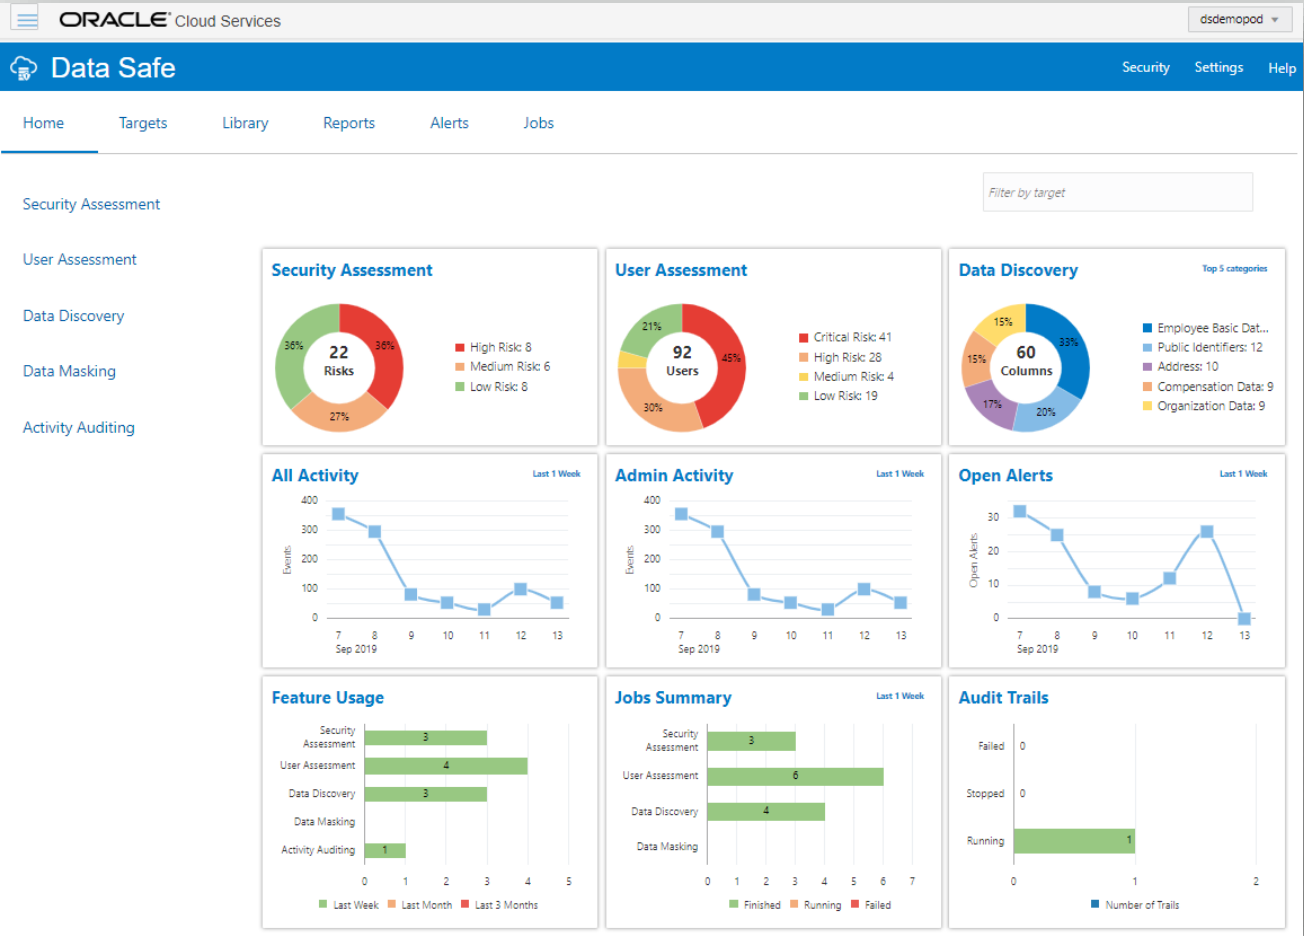 ORACLE Cloud Services
dsdemopod
Data Safe
Security Settings Help
Home Targets Library Reports Alerts Jobs
Filter by target
Security Assessment
User Assessment
Data Discovery
Data Masking
Activity Auditing
Security Assessment
36%
36%
27%
22
Risks
High Risk: 8
Medium Risk: 6
Low Risk: 8
User Assessment
21%
45%
30%
92
Users
Critical Risk: 41
High Risk: 28
Medium Risk: 4
Low Risk: 19
Data Discovery
Top 5 categories
15%
33%
15%
17%
20%
60
Columns
Employee Basic Dat...
Public Identifiers: 12
Address: 10
Compensation Data: 9
Organization Data: 9
All Activity
Last 1 Week
Events
400
300
200
100
0
7 8 9 10 11 12 13
Sep 2019
Admin Activity
Last 1 Week
Events
400
300
200
100
0
7 8 9 10 11 12 13
Sep 2019
Open Alerts
Last 1 Week
Open Alerts
30
20
10
0
7 8 9 10 11 12 13
Sep 2019
Feature Usage
Security
Assessment
3
User Assessment
4
Data Discovery
3
Data Masking
Activity Auditing
1
0 1 2 3 4 5
Last Week Last Month Last 3 Months
Jobs Summary
Last 1 Week
Security
Assessment
3
User Assessment
6
Data Discovery
4
Data Masking
0 1 2 3 4 5 6 7
Finished Running Failed
Audit Trails
Failed 0
Stopped 0
Running 1
0 1 2
Number of Trails